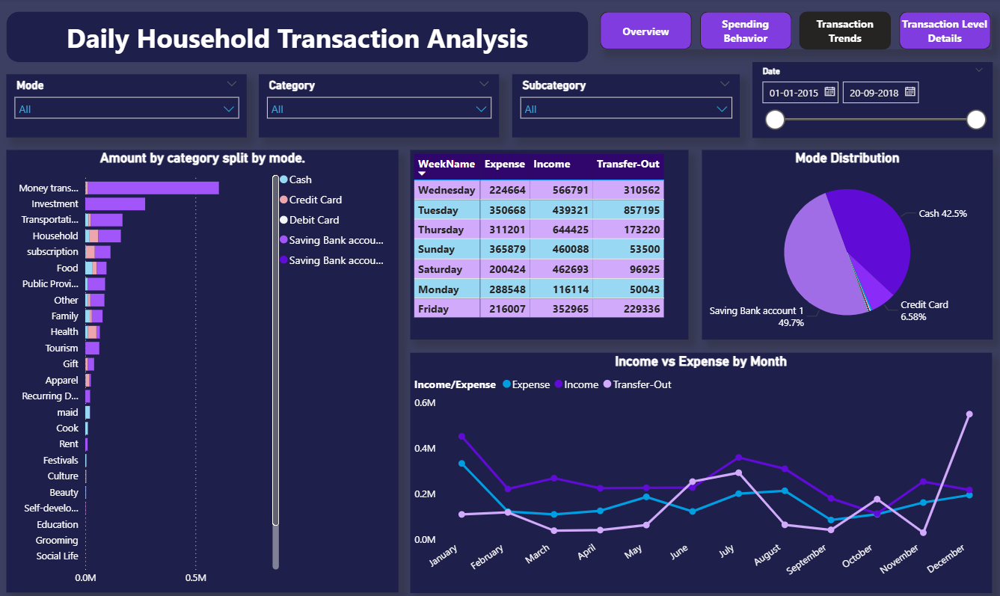 Daily Household Transaction Analysis
Overview
Spending
Behavior
Transaction
Trends
Transaction Level
Details
Mode
All
Category
All
Subcategory
All
Date
01-01-2015
20-09-2018
Amount by category split by mode.
Money trans...
Investment
Transportati...
Household
subscription
Food
Public Provi...
Other
Family
Health
Tourism
Gift
Apparel
Recurring D...
maid
Cook
Rent
Festivals
Culture
Beauty
Self-develo...
Education
Grooming
Social Life
0.0M 0.5M
Cash
Credit Card
Debit Card
Saving Bank accou...
Saving Bank accou...
WeekName Expense Income Transfer-Out
Wednesday 224664 566791 310562
Tuesday 350668 439321 857195
Thursday 311201 644425 173220
Sunday 365879 460088 53500
Saturday 200424 462693 96925
Monday 288548 116114 50043
Friday 216007 352965 229336
Mode Distribution
Cash 42.5%
Credit Card
6.58%
Saving Bank account 1
49.7%
Income vs Expense by Month
Income/Expense Expense Income Transfer-Out
0.6M
0.4M
0.2M
0.0M
January February March April May June July August September October November December